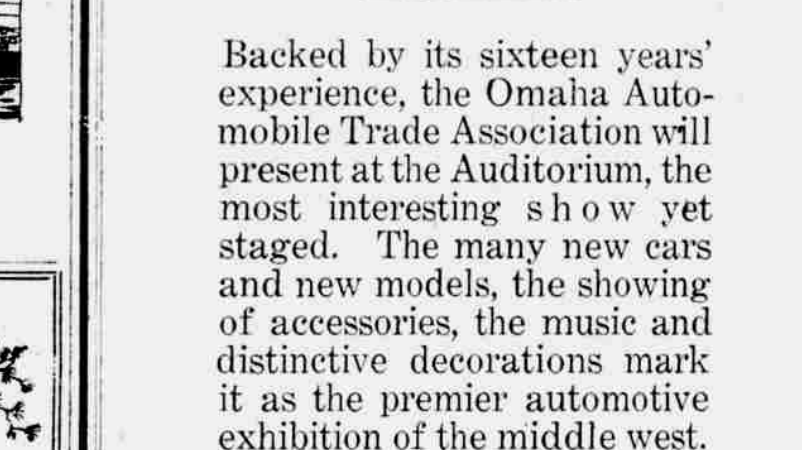 Backed by its sixteen years'
experience, the Omaha Auto-
mobile Trade Association will
present at the Auditorium, the
most interesting show yet
staged. The many new cars
and new models, the showing
of accessories, the music and
distinctive decorations mark
it as the premier automotive
exhibition of the middle west.